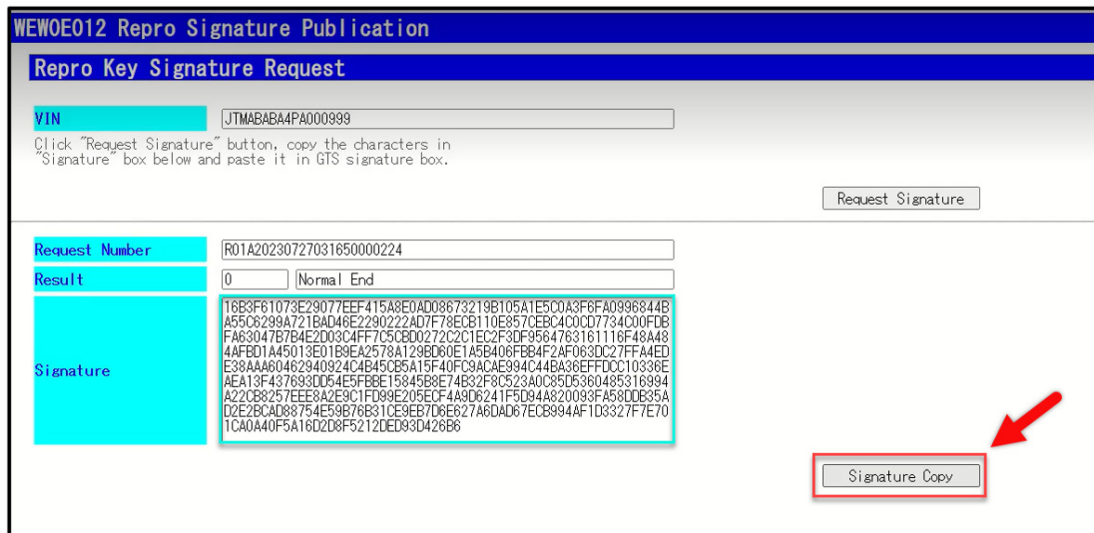 WEWOE012 Repro Signature Publication
Repro Key Signature Request
VIN JTMABABA4PA000999
Click "Request Signature" button, copy the characters in
"Signature" box below and paste it in GTS signature box.
Request Signature
Request Number R01A20230727031650000224
Result 0 Normal End
Signature
16B3F61073E29077EEF415A8E0AD08673219B105A1E5C0A3F6FA0996844B
A55C6299A721BAD46E2290222AD7F78ECB110E857CEBC4C0CD7734C00FDB
FA63047B7B4E2D03C4FF7C5CBD0272C2C1EC2F3DF9564763161116F48A48
4AFBD1A45013E01B9EA2578A129BD60E1A5B406FBB4F2AF063DC27FFA4ED
E38AAA60462940924C4B45CB5A15F40FC9ACAE994C44BA36EFFDCC10336E
AEA13F437693DD54E5FBBE15845B8E74B32F8C523A0C85D5360485316994
A22CB8257EEE8A2E9C1FD99E205ECF4A9D6241F5D94A820093FA58DDB35A
D2E2BCAD88754E59B76B31CE9EB7D6E627A6DAD67ECB994AF1D3327F7E70
1CA0A40F5A16D2D8F5212DED93D426B6
Signature Copy